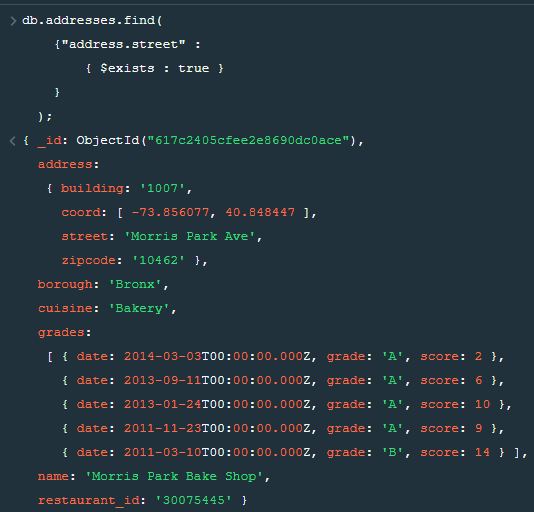 > db.addresses.find(
{"address.street" :
{ $exists : true }
}
);
< { _id: ObjectId("617c2405cfee2e8690dc0ace"),
address:
{ building: '1007',
coord: [ -73.856077, 40.848447 ],
street: 'Morris Park Ave',
zipcode: '10462' },
borough: 'Bronx',
cuisine: 'Bakery',
grades:
[ { date: 2014-03-03T00:00:00.000Z, grade: 'A', score: 2 },
{ date: 2013-09-11T00:00:00.000Z, grade: 'A', score: 6 },
{ date: 2013-01-24T00:00:00.000Z, grade: 'A', score: 10 },
{ date: 2011-11-23T00:00:00.000Z, grade: 'A', score: 9 },
{ date: 2011-03-10T00:00:00.000Z, grade: 'B', score: 14 } ],
name: 'Morris Park Bake Shop',
restaurant_id: '30075445' }